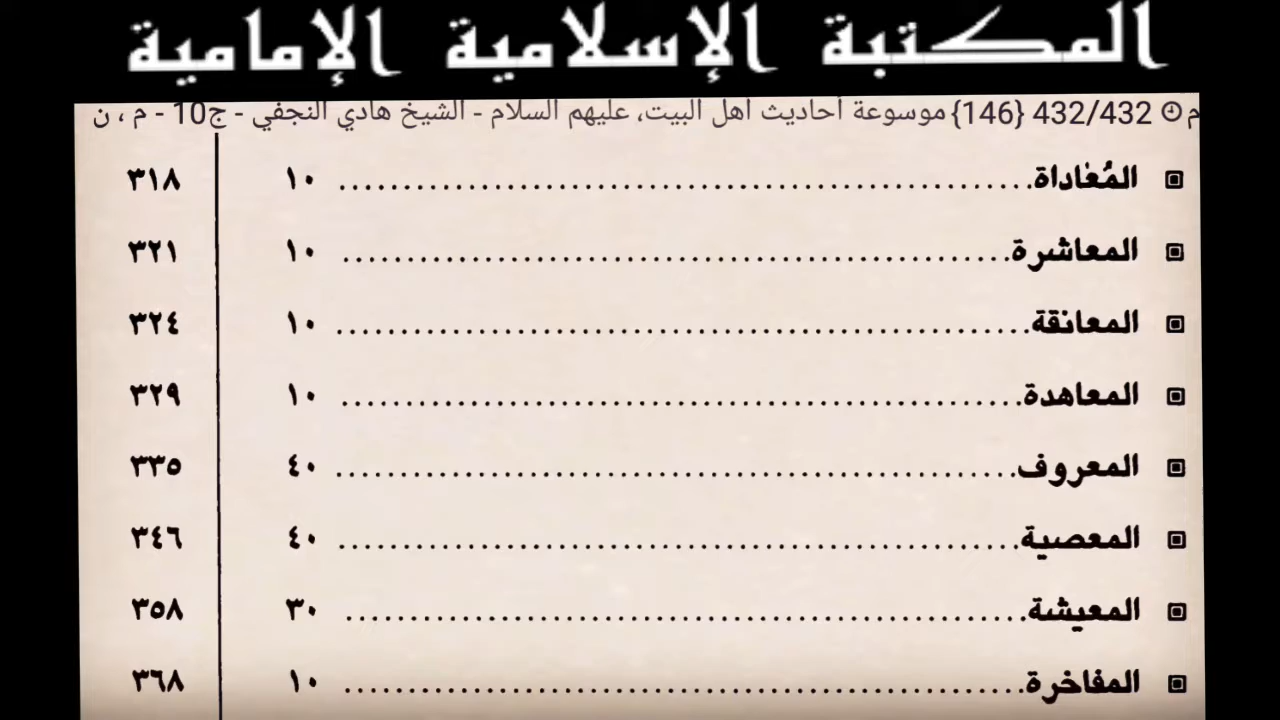 المكتبة الإسلامية الإمامية
م 432/432 {146} موسوعة أحاديث أهل البيت، عليهم السلام - الشيخ هادي النجفي - ج10 - م ، ن
المُعاداة ........ ١٠ ٣١٨
المعاشرة ........ ١٠ ٣٢١
المعانقة ........ ١٠ ٣٢٤
المعاهدة ........ ١٠ ٣٢٩
المعروف ........ ٤٠ ٣٣٥
المعصية ........ ٤٠ ٣٤٦
المعيشة ........ ٣٠ ٣٥٨
المفاخرة ........ ١٠ ٣٦٨